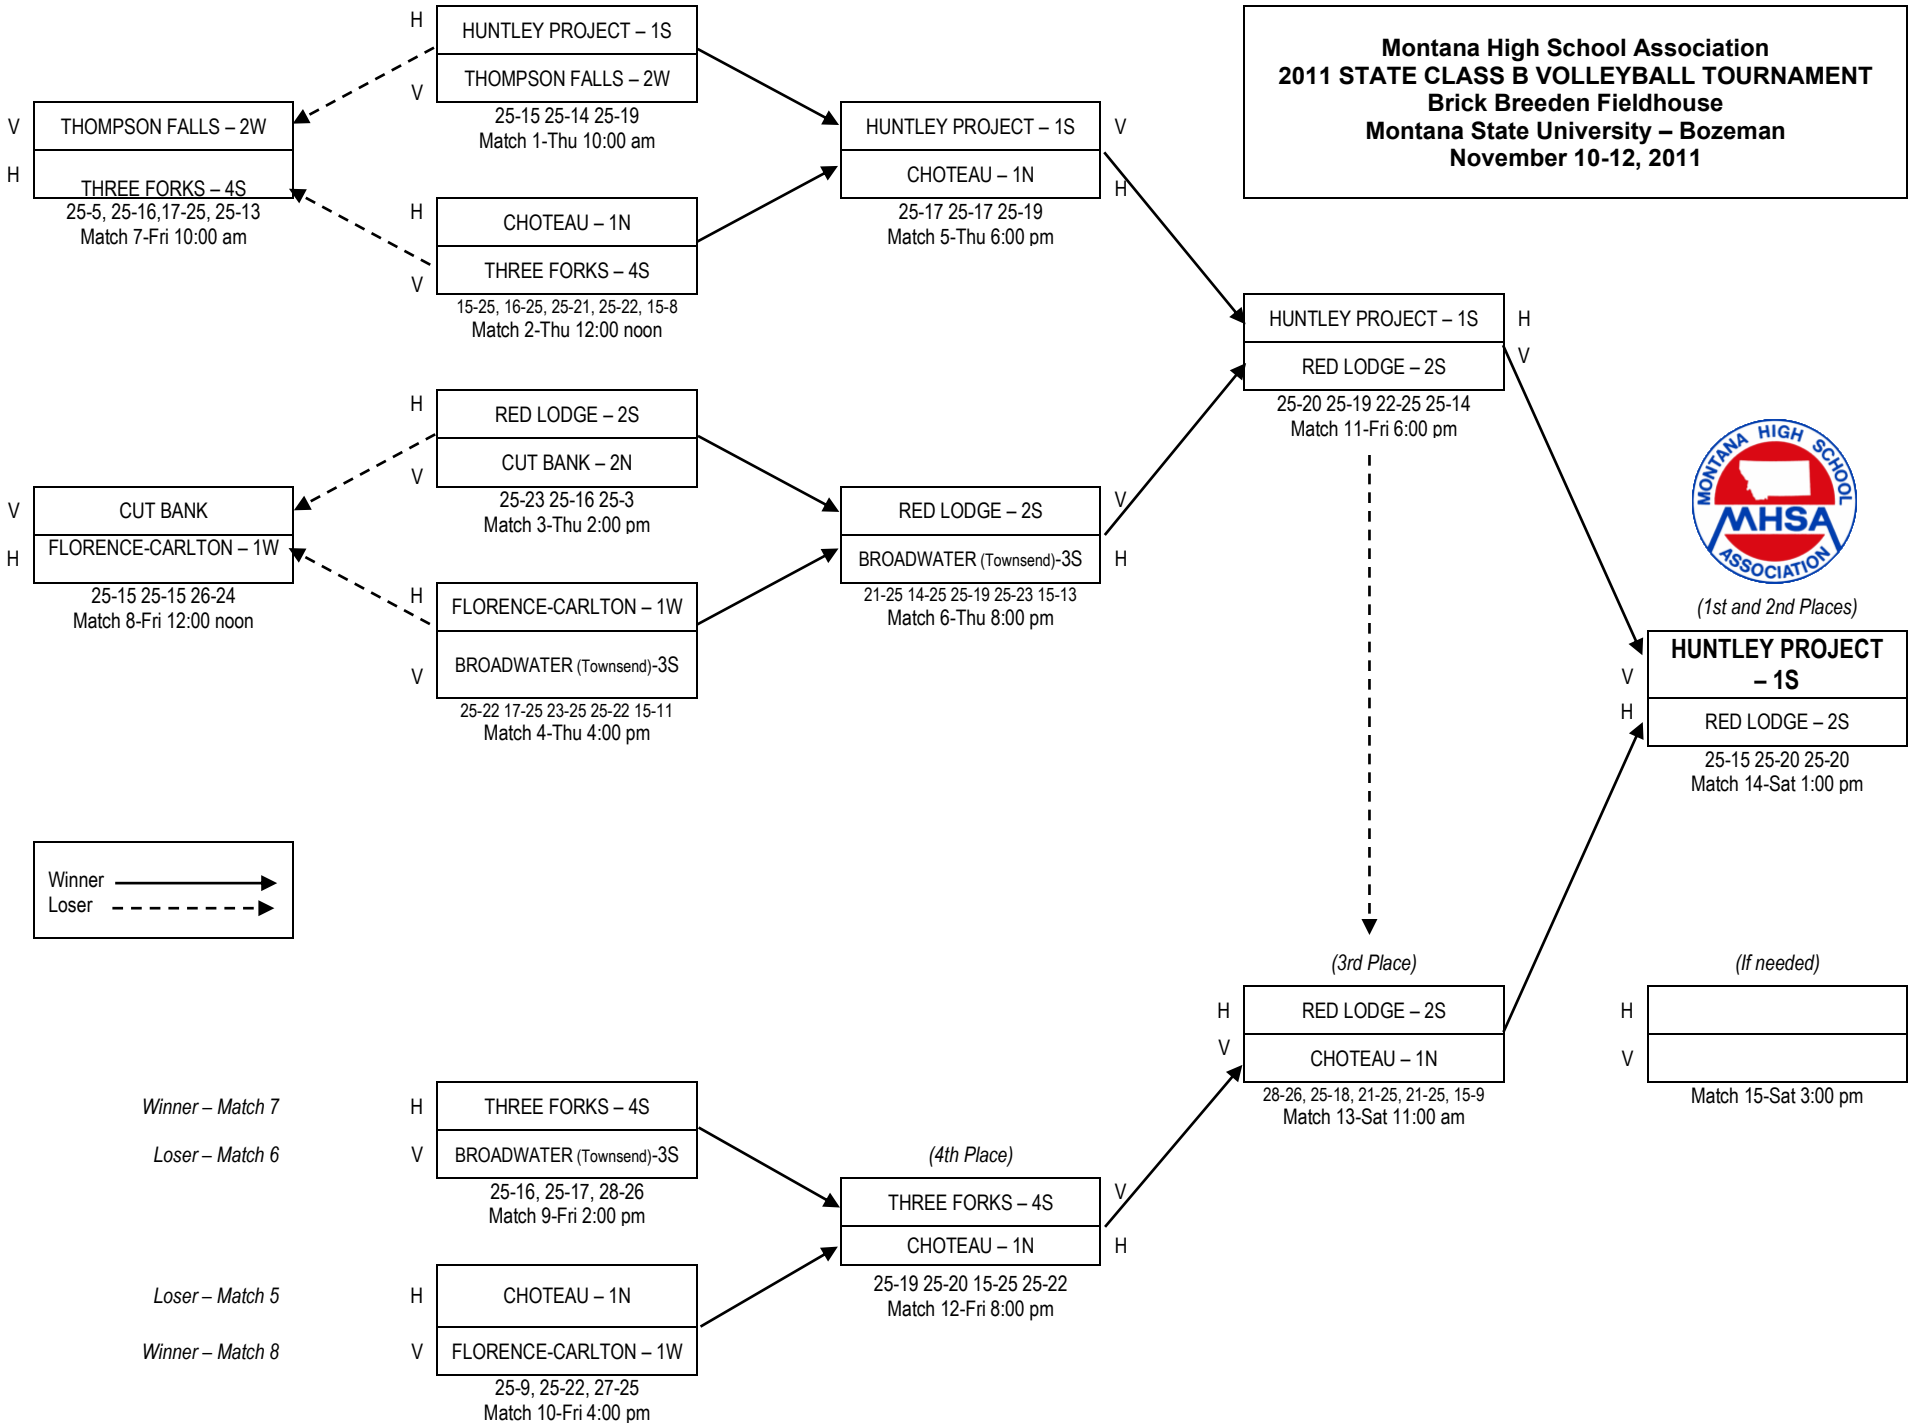 Montana High School Association
2011 STATE CLASS B VOLLEYBALL TOURNAMENT
Brick Breeden Fieldhouse
Montana State University – Bozeman
November 10-12, 2011
H
HUNTLEY PROJECT – 1S
V
THOMPSON FALLS – 2W
25-15 25-14 25-19
Match 1-Thu 10:00 am
V
THOMPSON FALLS – 2W
H
THREE FORKS – 4S
25-5, 25-16,17-25, 25-13
Match 7-Fri 10:00 am
H
CHOTEAU – 1N
V
THREE FORKS – 4S
15-25, 16-25, 25-21, 25-22, 15-8
Match 2-Thu 12:00 noon
HUNTLEY PROJECT – 1S
V
CHOTEAU – 1N
H
25-17 25-17 25-19
Match 5-Thu 6:00 pm
HUNTLEY PROJECT – 1S
H
RED LODGE – 2S
V
25-20 25-19 22-25 25-14
Match 11-Fri 6:00 pm
H
RED LODGE – 2S
V
CUT BANK – 2N
25-23 25-16 25-3
Match 3-Thu 2:00 pm
V
CUT BANK
H
FLORENCE-CARLTON – 1W
25-15 25-15 26-24
Match 8-Fri 12:00 noon
H
FLORENCE-CARLTON – 1W
V
BROADWATER (Townsend)-3S
25-22 17-25 23-25 25-22 15-11
Match 4-Thu 4:00 pm
RED LODGE – 2S
V
BROADWATER (Townsend)-3S
H
21-25 14-25 25-19 25-23 15-13
Match 6-Thu 8:00 pm
MONTANA HIGH SCHOOL
MHSA
ASSOCIATION
(1st and 2nd Places)
HUNTLEY PROJECT
– 1S
V
H
RED LODGE – 2S
25-15 25-20 25-20
Match 14-Sat 1:00 pm
Winner
Loser
(3rd Place)
H
RED LODGE – 2S
V
CHOTEAU – 1N
28-26, 25-18, 21-25, 21-25, 15-9
Match 13-Sat 11:00 am
(If needed)
H
V
Match 15-Sat 3:00 pm
Winner – Match 7
H
THREE FORKS – 4S
Loser – Match 6
V
BROADWATER (Townsend)-3S
25-16, 25-17, 28-26
Match 9-Fri 2:00 pm
(4th Place)
THREE FORKS – 4S
V
CHOTEAU – 1N
H
25-19 25-20 15-25 25-22
Match 12-Fri 8:00 pm
Loser – Match 5
H
CHOTEAU – 1N
Winner – Match 8
V
FLORENCE-CARLTON – 1W
25-9, 25-22, 27-25
Match 10-Fri 4:00 pm